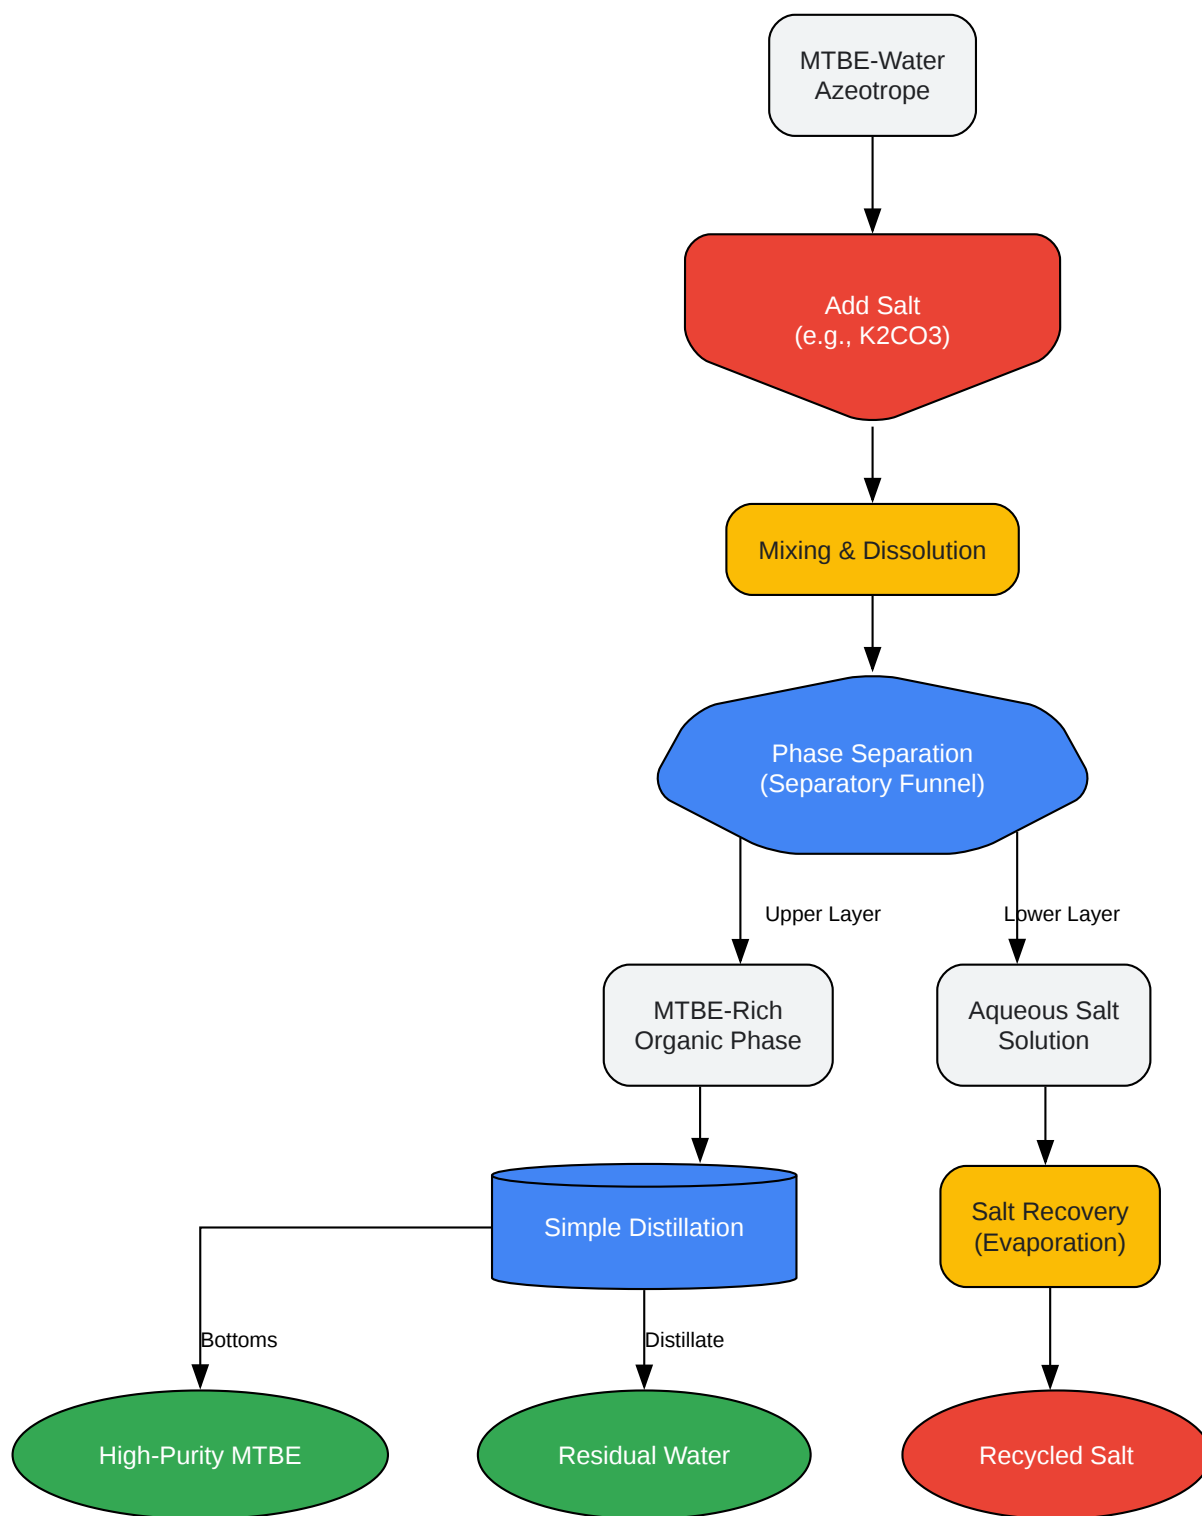 MTBE-Water
Azeotrope
Add Salt
(e.g., K2CO3)
Mixing & Dissolution
Phase Separation
(Separatory Funnel)
Upper Layer
Lower Layer
MTBE-Rich
Organic Phase
Aqueous Salt
Solution
Simple Distillation
Salt Recovery
(Evaporation)
Bottoms
Distillate
High-Purity MTBE
Residual Water
Recycled Salt